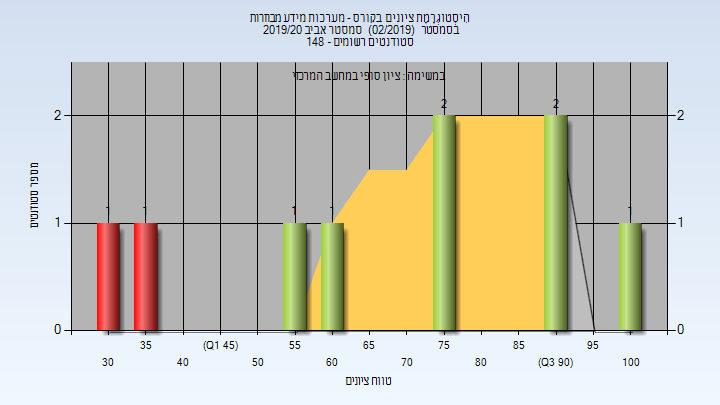 היסטוגרמת ציונים בקורס - מערכות מידע מבוזרות
בסמסטר (02/2019) סמסטר אביב 2019/20
סטודנטים רשומים - 148
במשימה : ציון סופי במחשב המרכזי
מספר סטודנטים
2 2
1 1
0 0
1 1 1 1 2 2 1
35 (Q1 45) 55 65 75 85 95
30 40 50 60 70 80 (Q3 90) 100
טווח ציונים